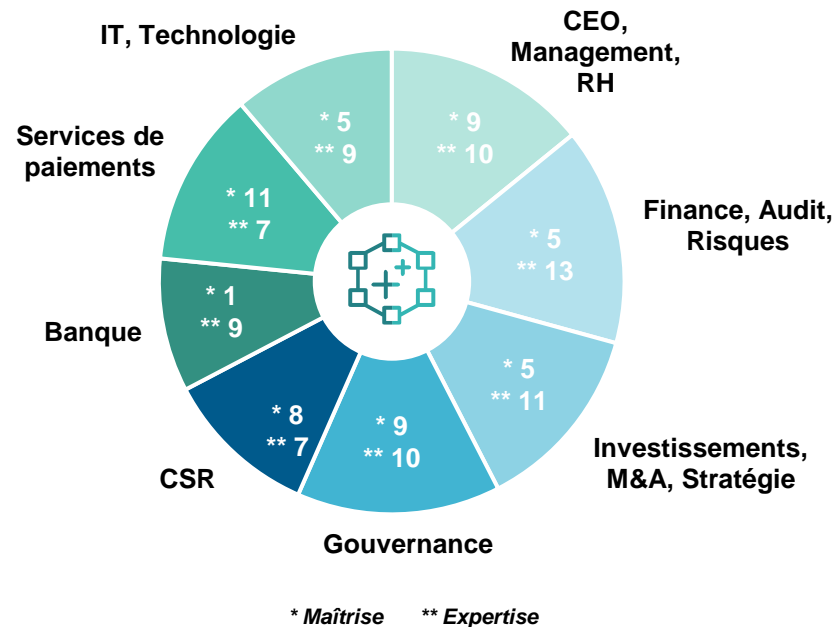 IT, Technologie
CEO,
Management,
RH
* 5
** 9
* 9
** 10
Services de
paiements
* 11
** 7
Finance, Audit,
Risques
* 5
** 13
Banque
* 1
** 9
* 5
** 11
Investissements,
M&A, Stratégie
CSR
* 8
** 7
* 9
** 10
Gouvernance
* Maîtrise ** Expertise